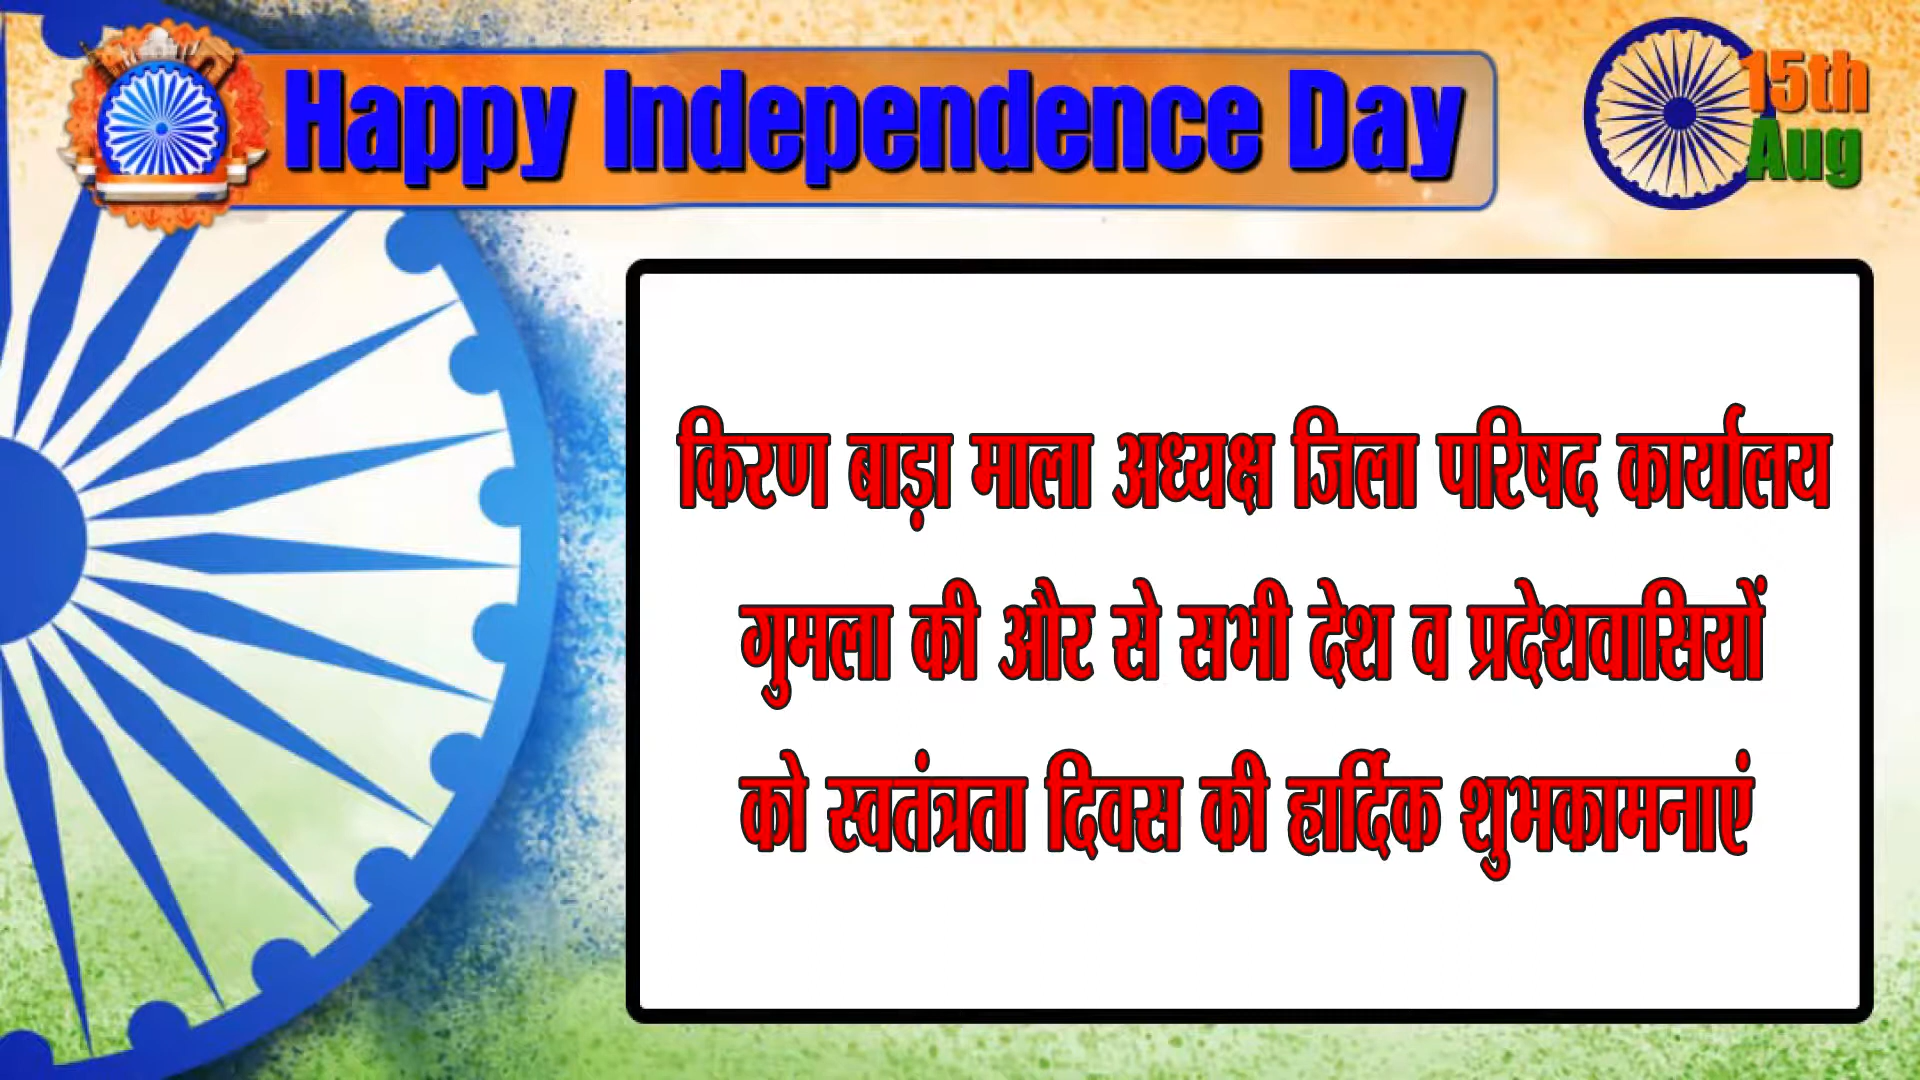 Happy Independence Day
15th
Aug
किरण बाड़ा माला अध्यक्ष जिला परिषद कार्यालय
गुमला की और से सभी देश व प्रदेशवासियों
को स्वतंत्रता दिवस की हार्दिक शुभकामनाएं